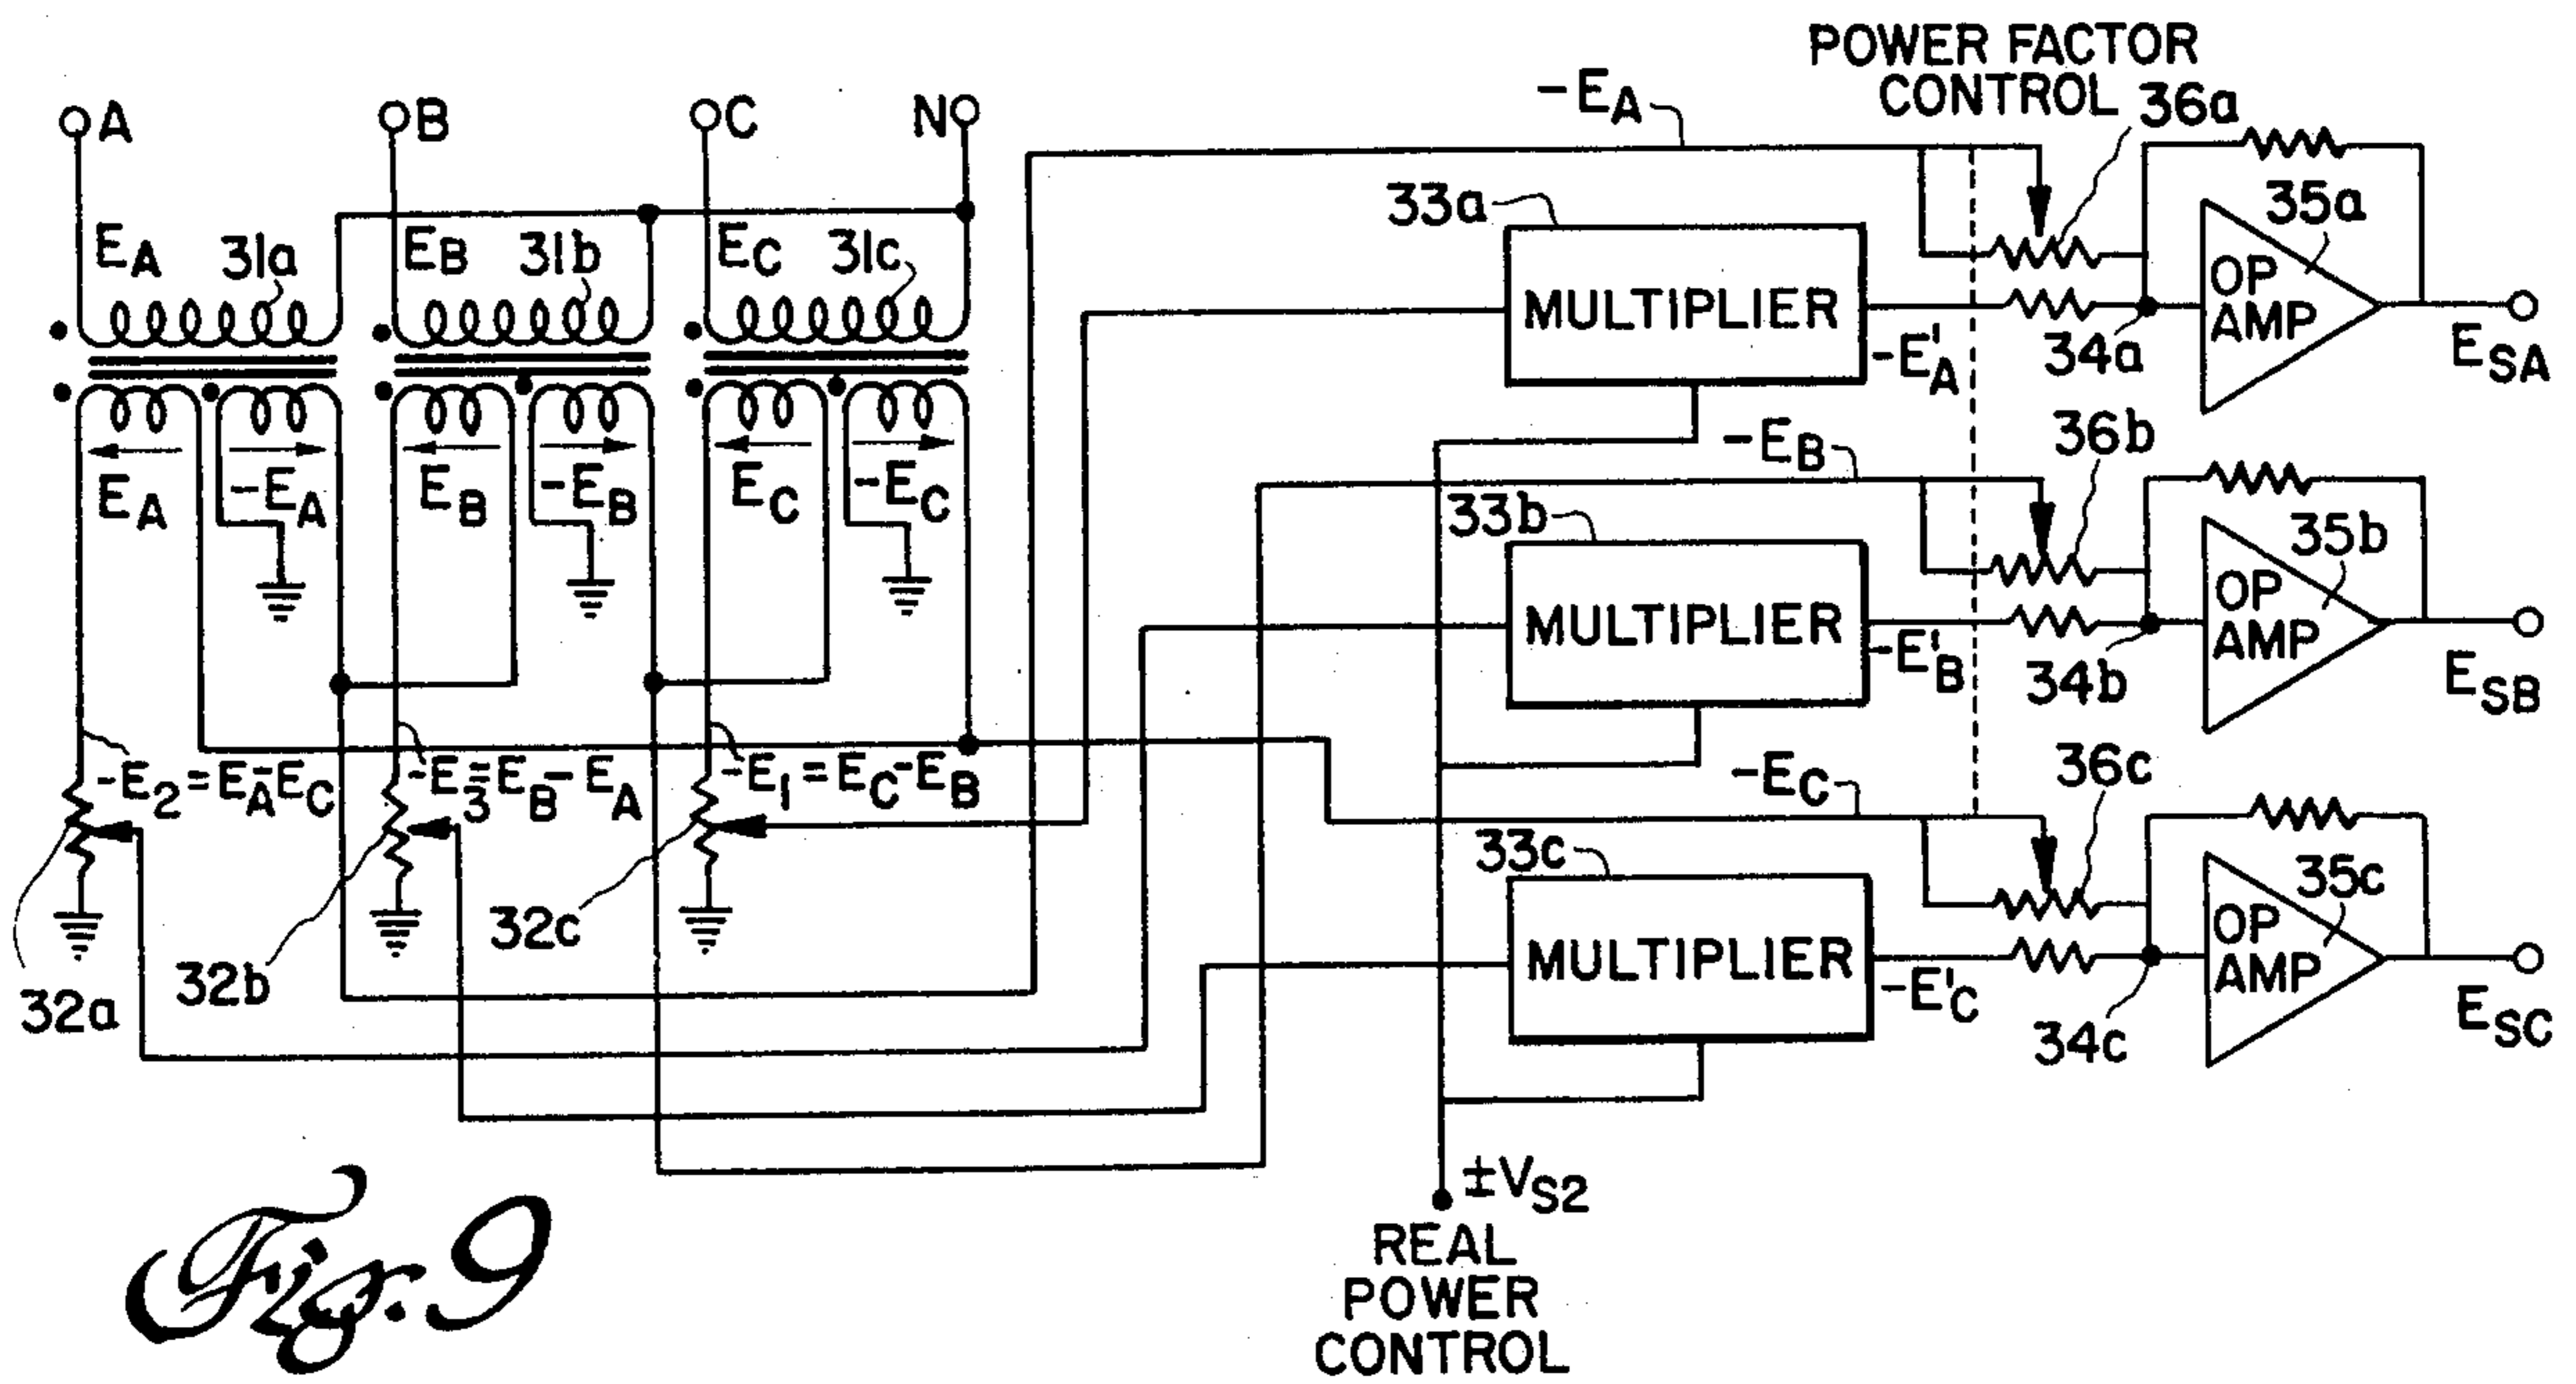 POWER FACTOR
CONTROL
A
B
C
N
-EA
36a
EA
31a
EB
31b
EC
31c
33a
35a
MULTIPLIER
OP
AMP
-E'A
34a
ESA
EA
-EA
EB
-EB
EC
-EC
-EB
36b
33b
35b
MULTIPLIER
OP
AMP
-E'B
34b
ESB
-E2=EA-EC
-E3=EB-EA
-E1=EC-EB
-EC
36c
33c
35c
32a
32b
32c
MULTIPLIER
OP
AMP
-E'C
34c
ESC
±VS2
REAL
POWER
CONTROL
Fig. 9